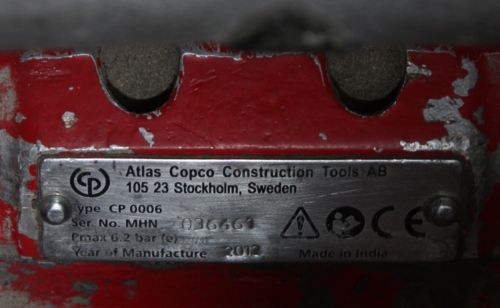 CP
Atlas Copco Construction Tools AB
105 23 Stockholm, Sweden
Type CP 0006
Ser. No. MHN 036461
Pmax 6.2 bar (e)
Year of Manufacture 2012
Made in India
CE